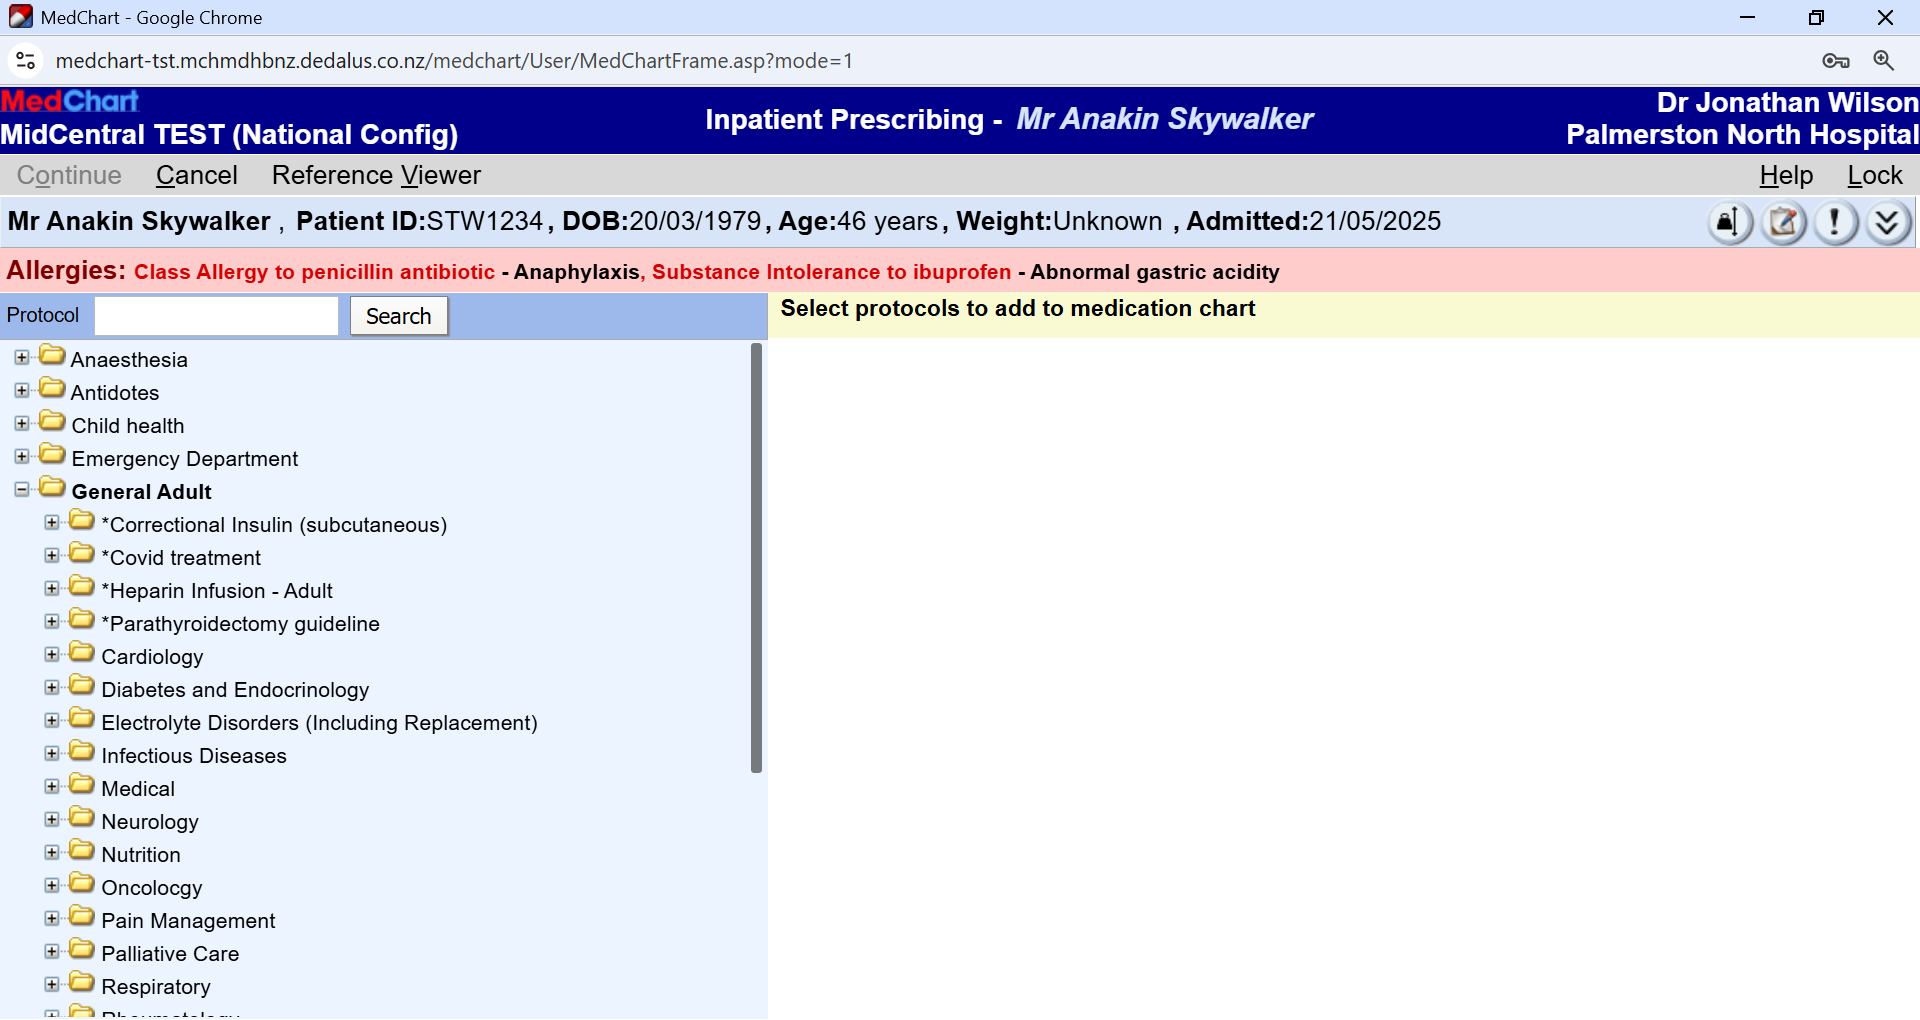 MedChart - Google Chrome
medchart-tst.mchmdhbnz.dedalus.co.nz/medchart/User/MedChartFrame.asp?mode=1
MedChart
MidCentral TEST (National Config)
Inpatient Prescribing - Mr Anakin Skywalker
Dr Jonathan Wilson
Palmerston North Hospital
Continue Cancel Reference Viewer Help Lock
Mr Anakin Skywalker , Patient ID:STW1234, DOB:20/03/1979, Age:46 years, Weight:Unknown , Admitted:21/05/2025
Allergies: Class Allergy to penicillin antibiotic - Anaphylaxis, Substance Intolerance to ibuprofen - Abnormal gastric acidity
Protocol Search
Select protocols to add to medication chart
Anaesthesia
Antidotes
Child health
Emergency Department
General Adult
*Correctional Insulin (subcutaneous)
*Covid treatment
*Heparin Infusion - Adult
*Parathyroidectomy guideline
Cardiology
Diabetes and Endocrinology
Electrolyte Disorders (Including Replacement)
Infectious Diseases
Medical
Neurology
Nutrition
Oncolocgy
Pain Management
Palliative Care
Respiratory